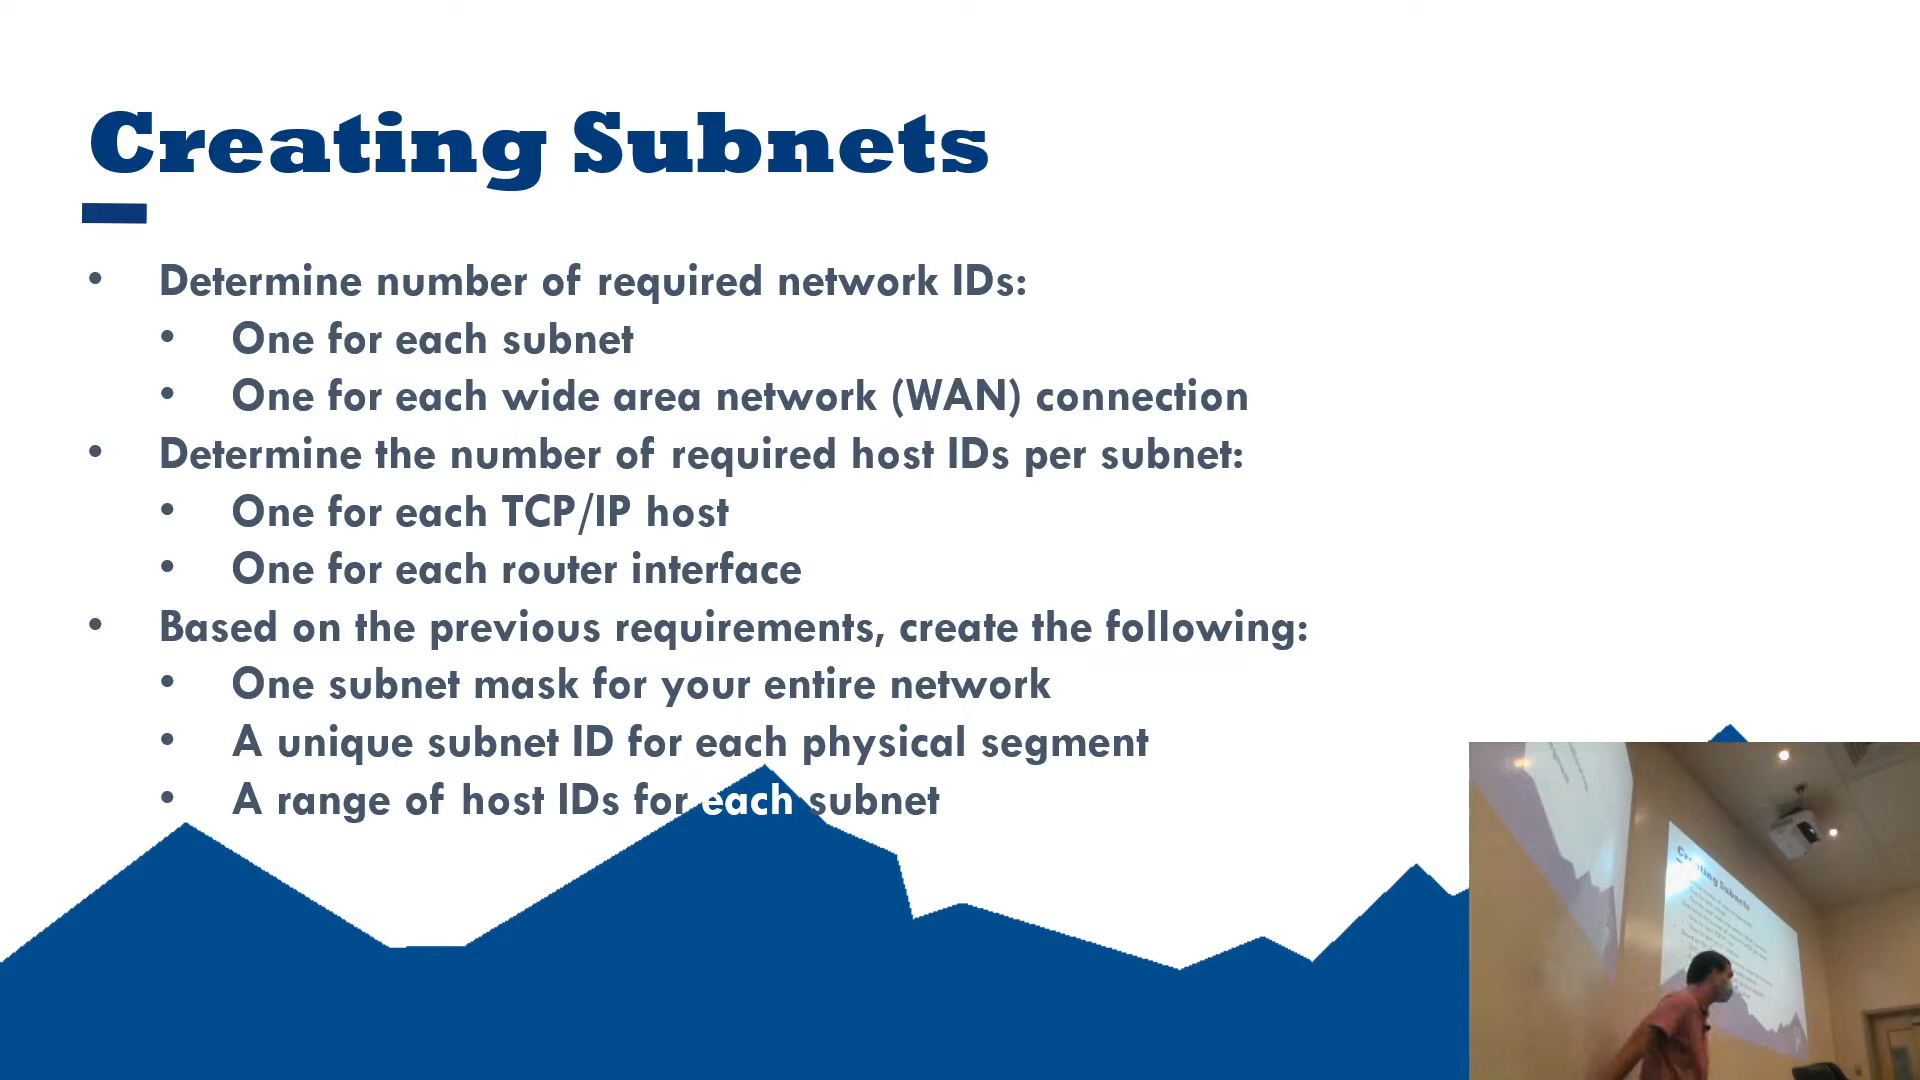 Creating Subnets
• Determine number of required network IDs:
• One for each subnet
• One for each wide area network (WAN) connection
• Determine the number of required host IDs per subnet:
• One for each TCP/IP host
• One for each router interface
• Based on the previous requirements, create the following:
• One subnet mask for your entire network
• A unique subnet ID for each physical segment
• A range of host IDs for each subnet
Creating Subnets